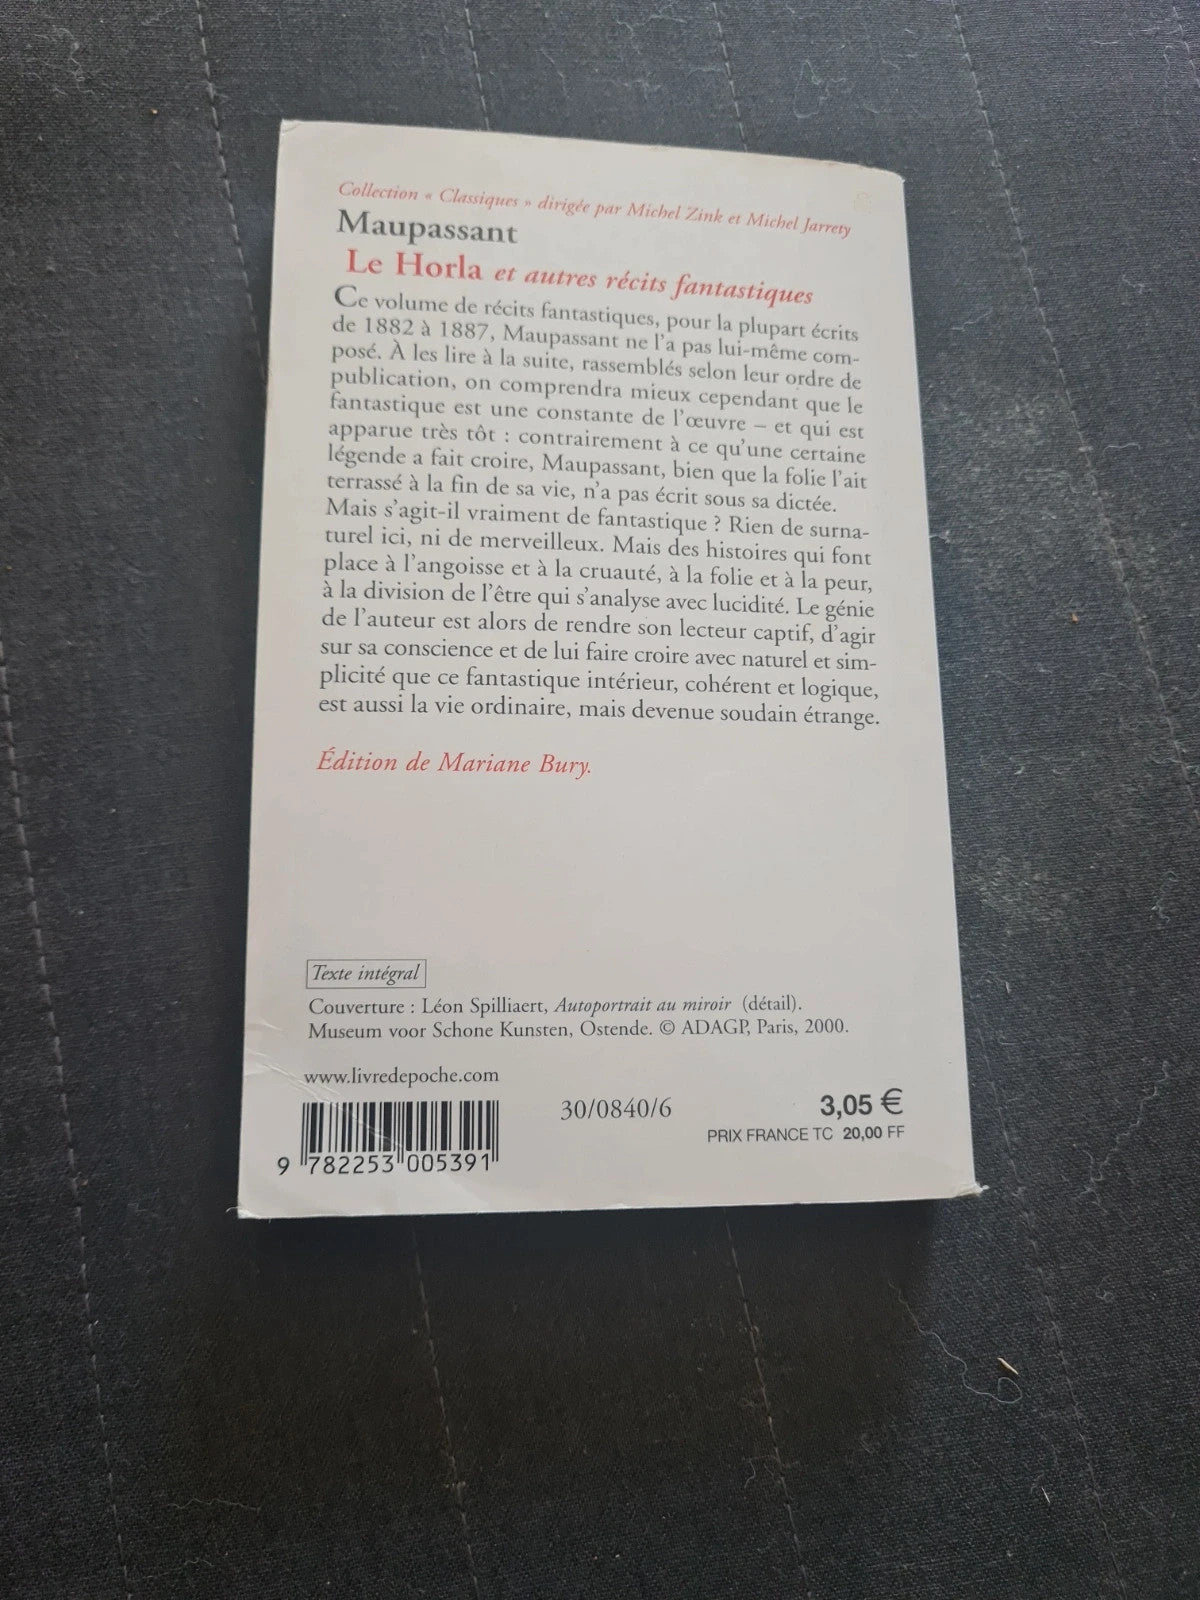 Collection « Classiques » dirigée par Michel Zink et Michel Jarrety
Maupassant
Le Horla et autres récits fantastiques
Ce volume de récits fantastiques, pour la plupart écrits
de 1882 à 1887, Maupassant ne l'a pas lui-même com-
posé. À les lire à la suite, rassemblés selon leur ordre de
publication, on comprendra mieux cependant que le
fantastique est une constante de l'œuvre – et qui est
apparue très tôt : contrairement à ce qu'une certaine
légende a fait croire, Maupassant, bien que la folie l'ait
terrassé à la fin de sa vie, n'a pas écrit sous sa dictée.
Mais s'agit-il vraiment de fantastique ? Rien de surna-
turel ici, ni de merveilleux. Mais des histoires qui font
place à l'angoisse et à la cruauté, à la folie et à la peur,
à la division de l'être qui s'analyse avec lucidité. Le génie
de l'auteur est alors de rendre son lecteur captif, d'agir
sur sa conscience et de lui faire croire avec naturel et sim-
plicité que ce fantastique intérieur, cohérent et logique,
est aussi la vie ordinaire, mais devenue soudain étrange.
Édition de Mariane Bury.
Texte intégral
Couverture : Léon Spilliaert, Autoportrait au miroir (détail).
Museum voor Schone Kunsten, Ostende. © ADAGP, Paris, 2000.
www.livredepoche.com
30/0840/6
3,05 €
PRIX FRANCE TC 20,00 FF
9 782253 005391